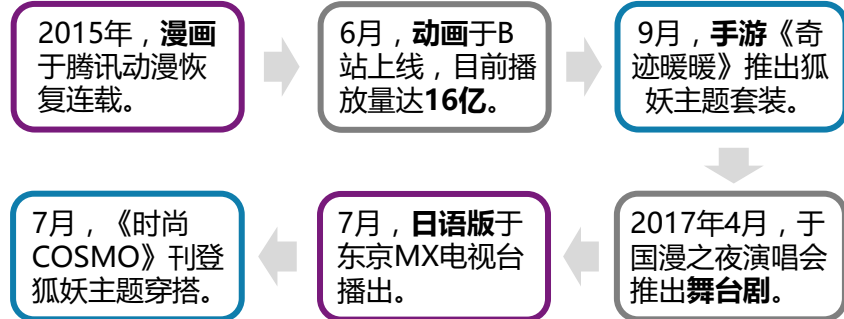 2015年，漫画
于腾讯动漫恢
复连载。
6月，动画于B
站上线，目前播
放量达16亿。
9月，手游《奇
迹暖暖》推出狐
妖主题套装。
2017年4月，于
国漫之夜演唱会
推出舞台剧。
7月，日语版于
东京MX电视台
播出。
7月，《时尚
COSMO》刊登
狐妖主题穿搭。